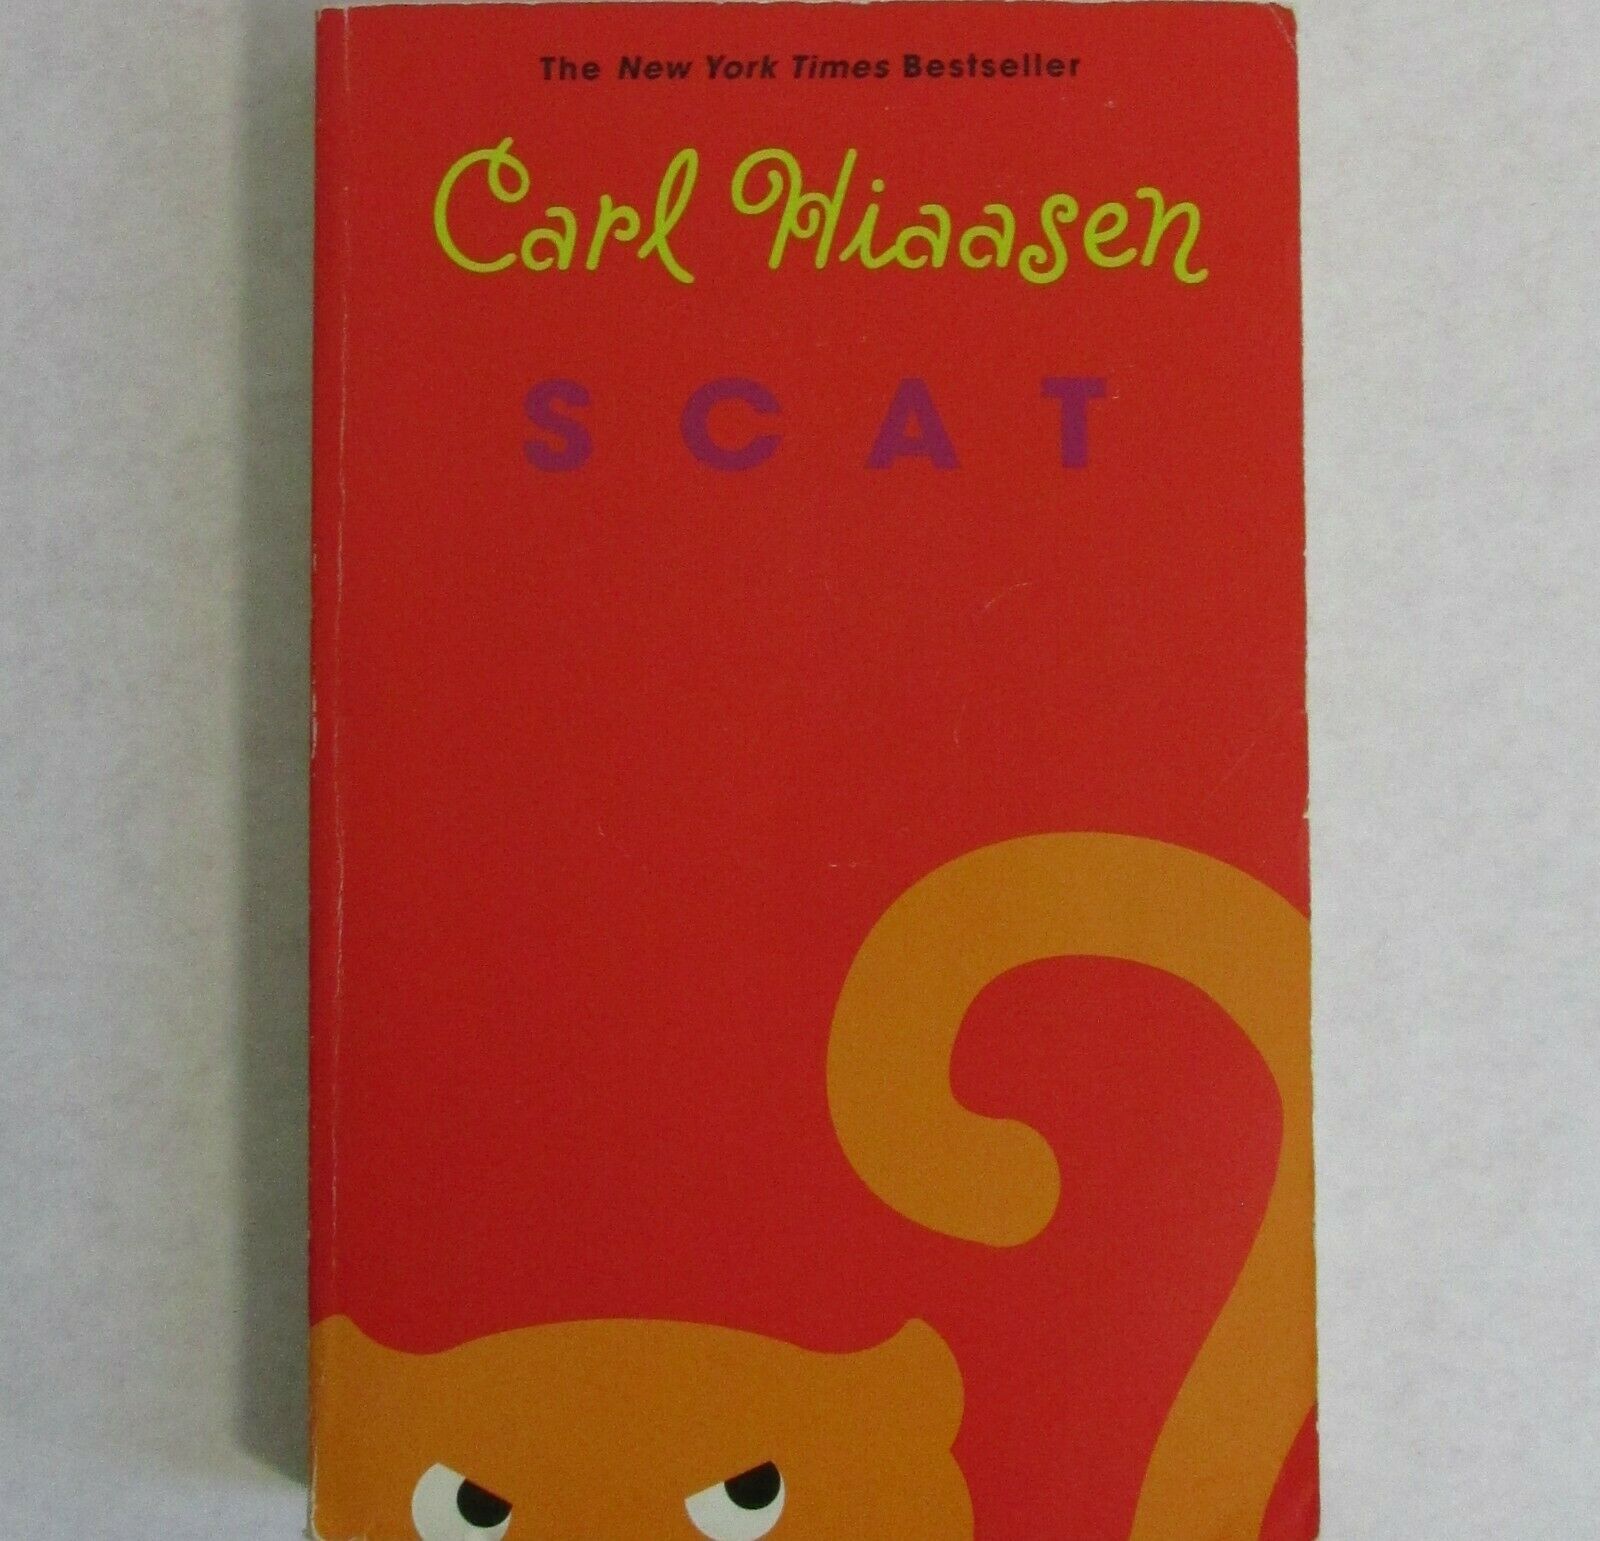 The New York Times Bestseller
Carl Hiaasen
SCAT